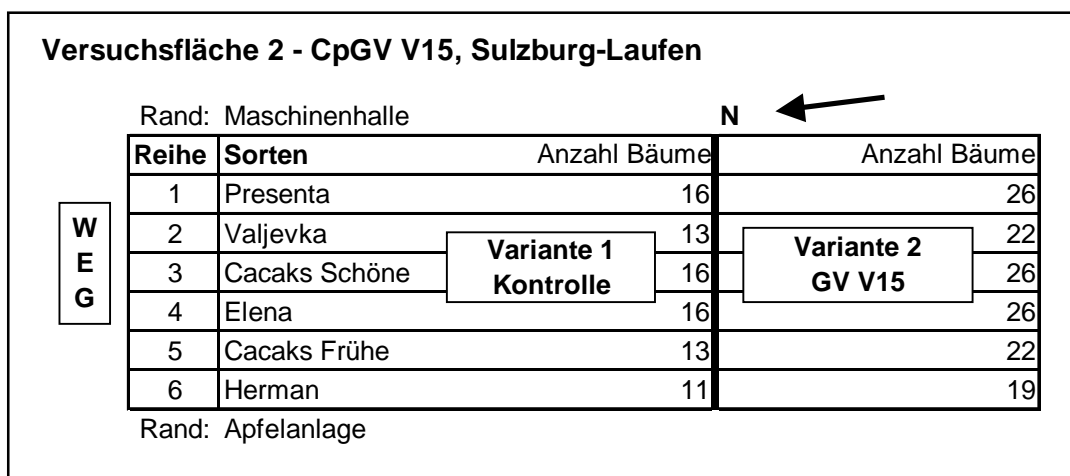 Versuchsfläche 2 - CpGV V15, Sulzburg-Laufen
Rand: Maschinenhalle N
Reihe Sorten Anzahl Bäume Anzahl Bäume
1 Presenta 16 26
2 Valjevka 13 22
3 Cacaks Schöne 16 26
4 Elena 16 26
5 Cacaks Frühe 13 22
6 Herman 11 19
WEG
Variante 1
Kontrolle
Variante 2
GV V15
Rand: Apfelanlage